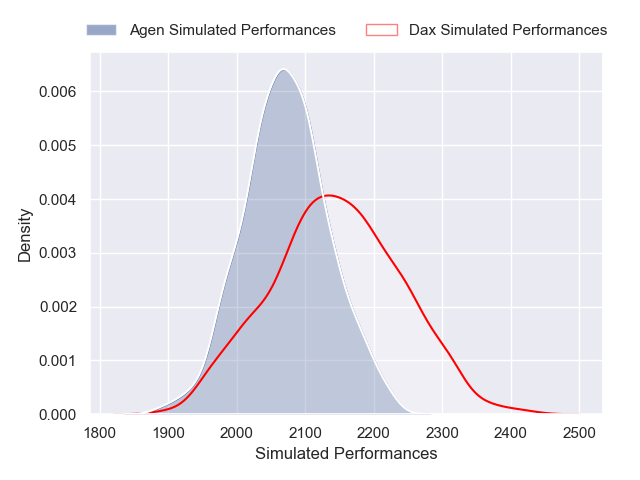 Agen Simulated Performances Dax Simulated Performances
0.006
0.005
0.004
0.003
0.002
0.001
0.000
Density
1800 1900 2000 2100 2200 2300 2400 2500
Simulated Performances